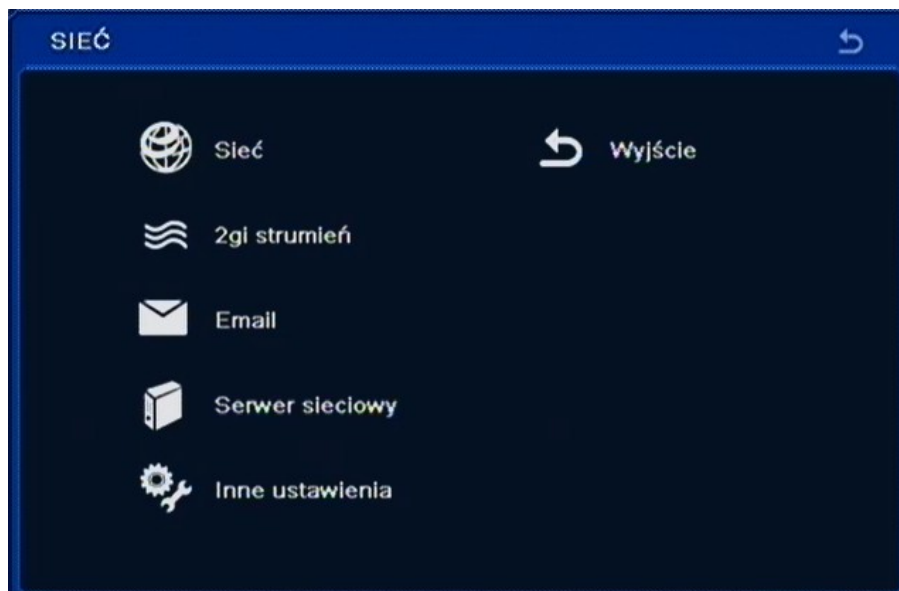 SIEĆ
Sieć
Wyjście
2gi strumień
Email
Serwer sieciowy
Inne ustawienia